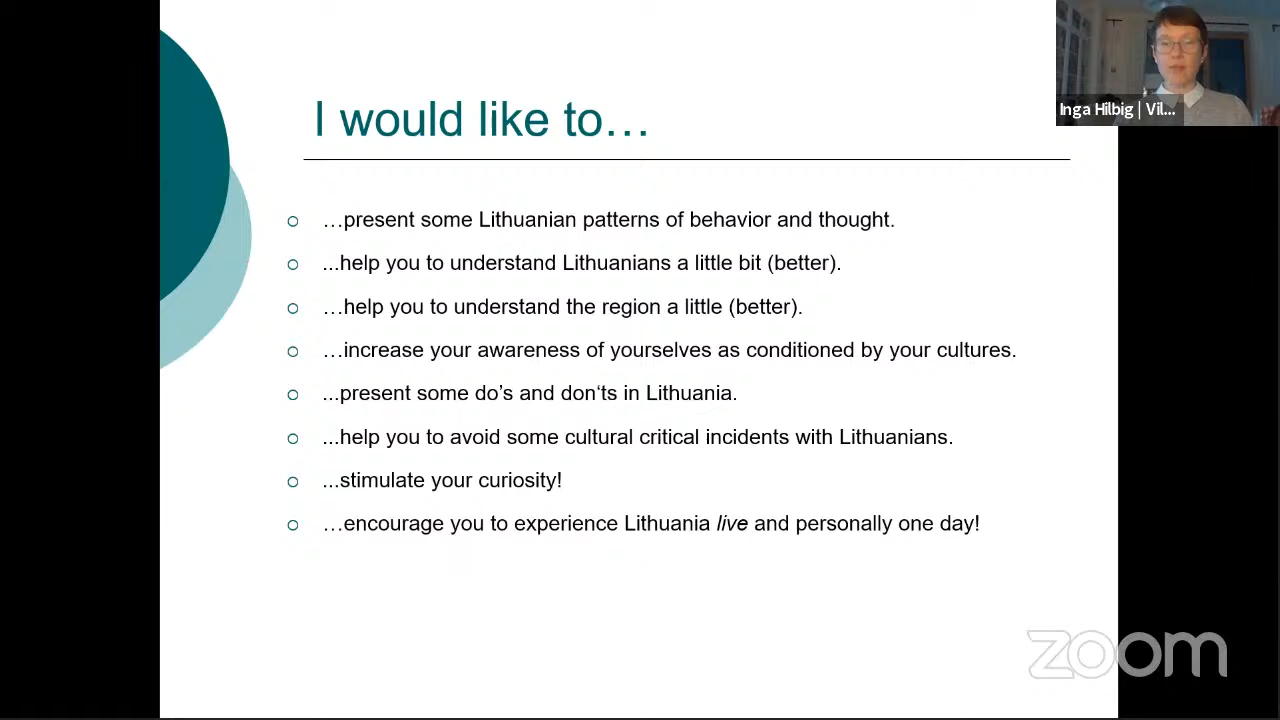 I would like to…
…present some Lithuanian patterns of behavior and thought.
...help you to understand Lithuanians a little bit (better).
…help you to understand the region a little (better).
…increase your awareness of yourselves as conditioned by your cultures.
...present some do’s and don‘ts in Lithuania.
...help you to avoid some cultural critical incidents with Lithuanians.
...stimulate your curiosity!
…encourage you to experience Lithuania live and personally one day!
Inga Hilbig | Vil...
zoom